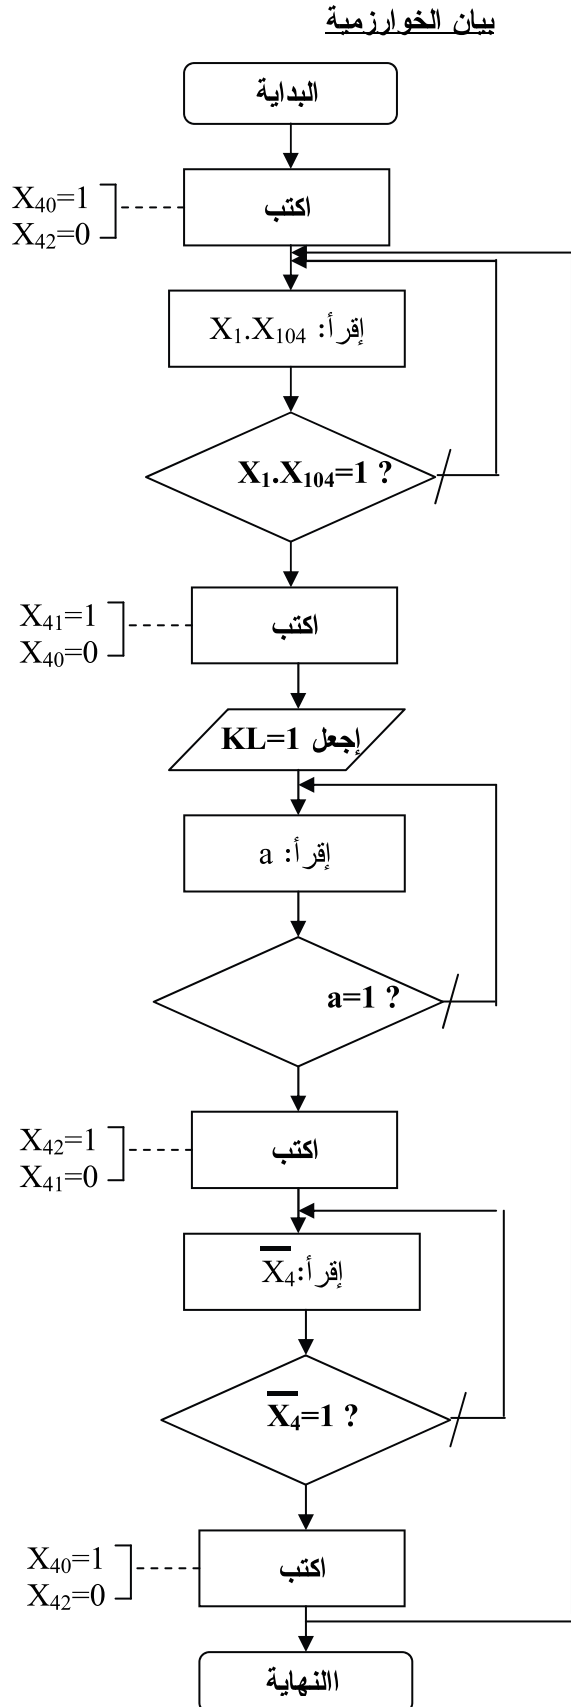 بيان الخوارزمية
البداية
X₄₀=1
X₄₂=0
اكتب
إقرأ: X₁.X₁₀₄
X₁.X₁₀₄=1 ?
X₄₁=1
X₄₀=0
اكتب
إجعل KL=1
إقرأ: a
a=1 ?
X₄₂=1
X₄₁=0
اكتب
إقرأ: X̅₄
X̅₄=1 ?
X₄₀=1
X₄₂=0
اكتب
االنهاية